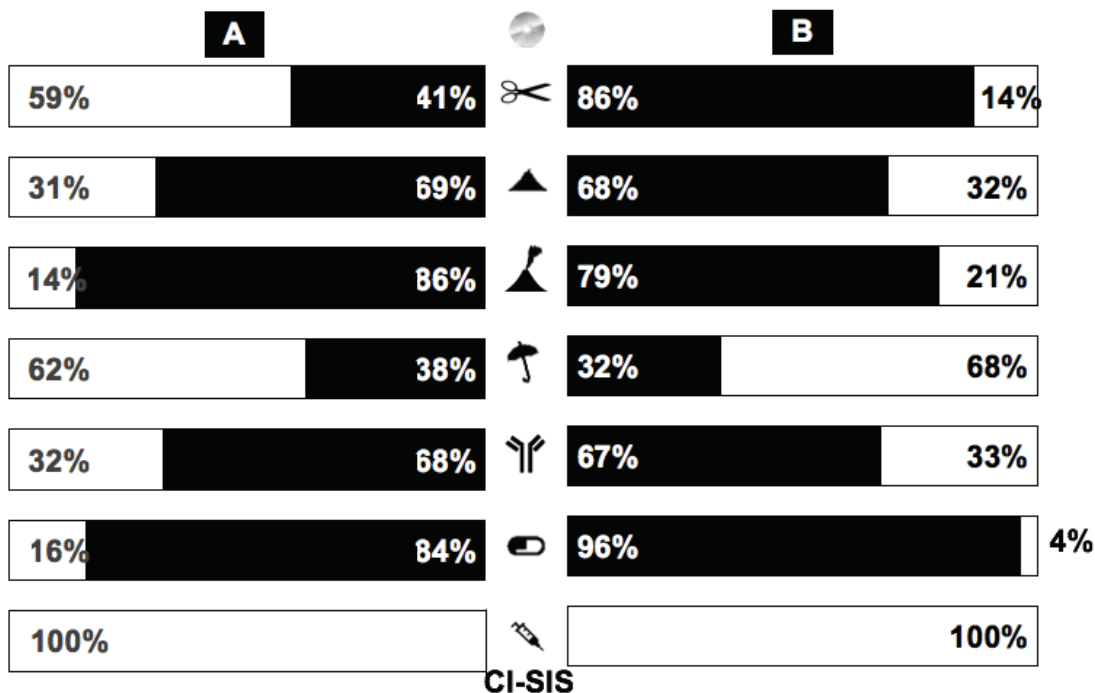 A B
59% 41% 86% 14%
31% 69% 68% 32%
14% 86% 79% 21%
62% 38% 32% 68%
32% 68% 67% 33%
16% 84% 96% 4%
100% 100%
CI-SIS